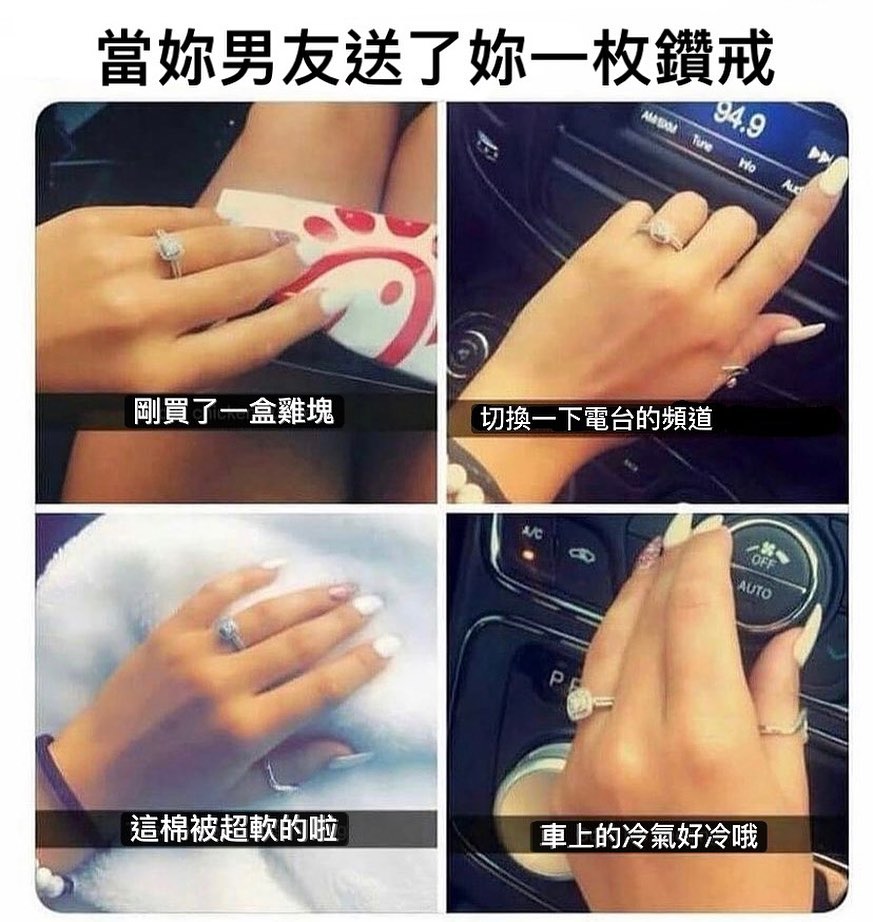 當妳男友送了妳一枚鑽戒
94.9
AM/SXM
Tune
Info
剛買了一盒雞塊
切換一下電台的頻道
A/C
OFF
AUTO
P
這棉被超軟的啦
車上的冷氣好冷哦